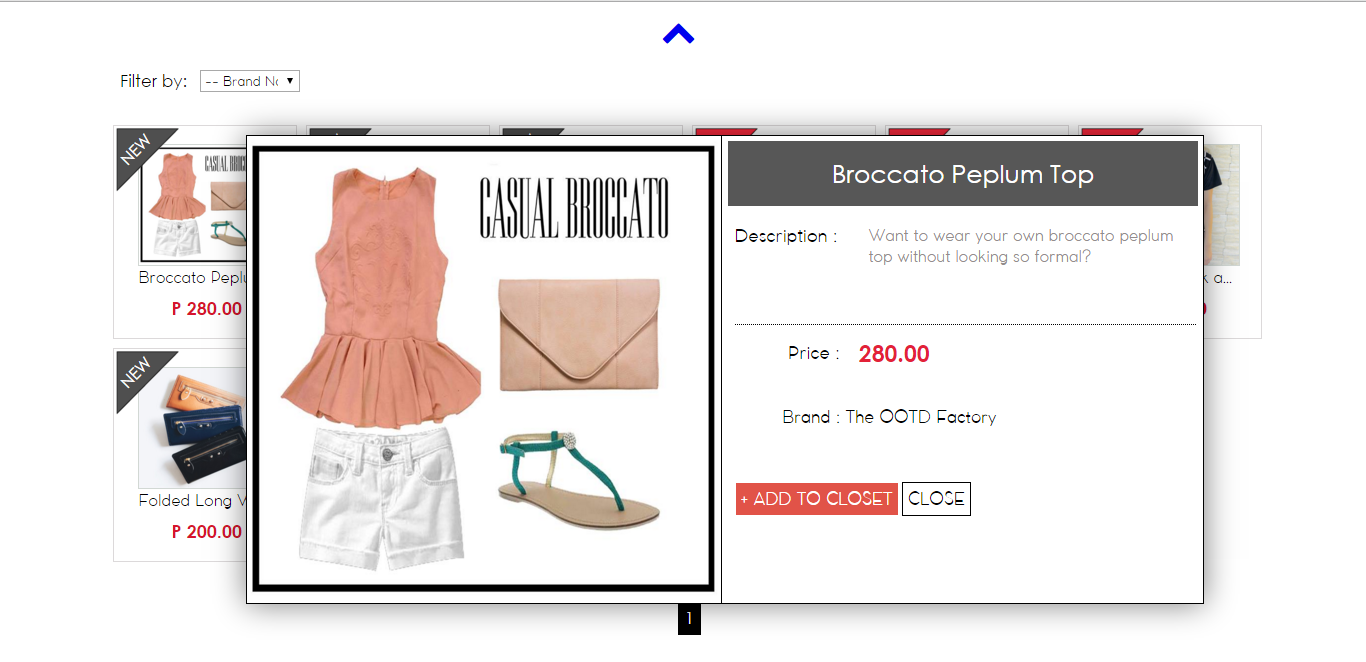 Filter by:
-- Brand Na
NEW
CASUAL BROCC
Broccato Peplu
P 280.00
NEW
Folded Long
P 200.00
CASUAL BROCCATO
Broccato Peplum Top
Description :
Want to wear your own broccato peplum
top without looking so formal?
Price :
280.00
Brand : The OOTD Factory
+ ADD TO CLOSET
CLOSE
a...
1